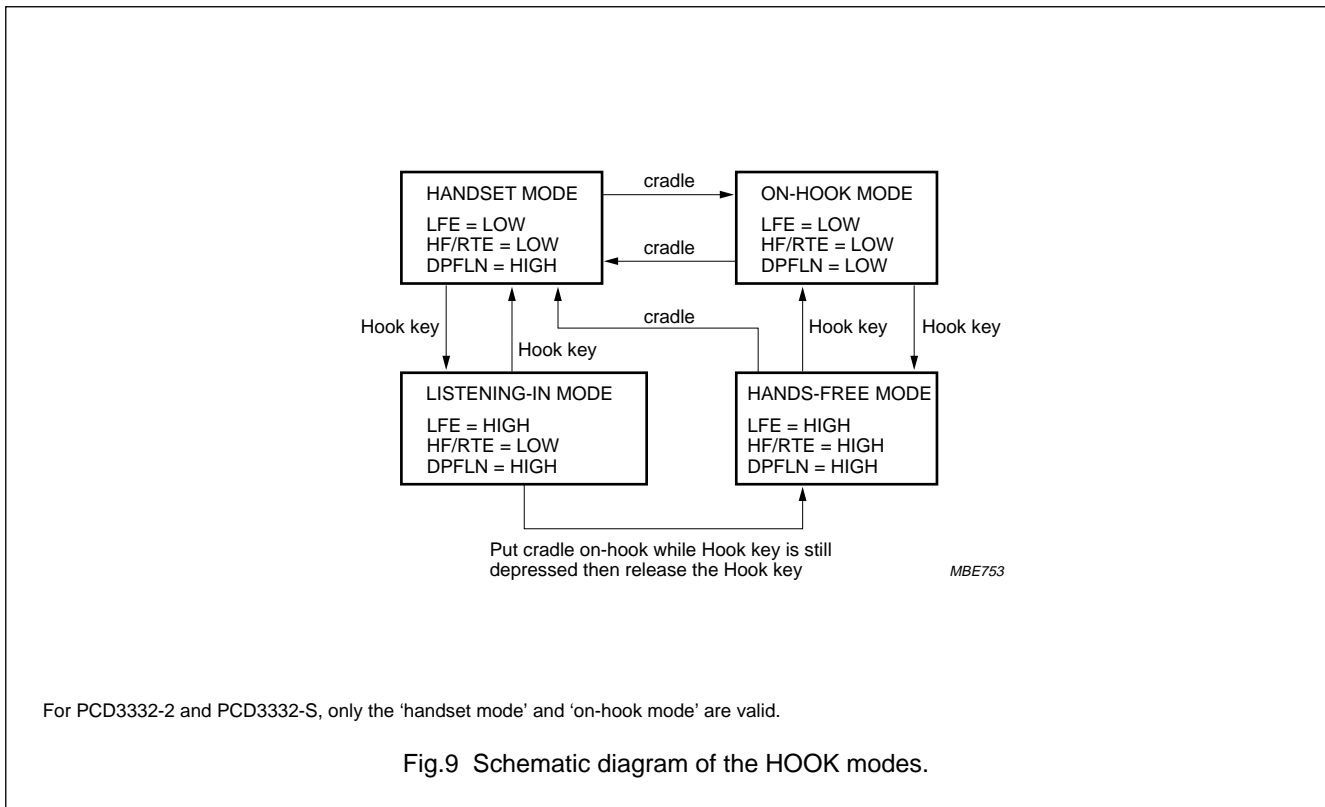 HANDSET MODE
LFE = LOW
HF/RTE = LOW
DPFLN = HIGH
cradle
cradle
ON-HOOK MODE
LFE = LOW
HF/RTE = LOW
DPFLN = LOW
Hook key
Hook key
cradle
Hook key
Hook key
LISTENING-IN MODE
LFE = HIGH
HF/RTE = LOW
DPFLN = HIGH
HANDS-FREE MODE
LFE = HIGH
HF/RTE = HIGH
DPFLN = HIGH
Put cradle on-hook while Hook key is still
depressed then release the Hook key
MBE753
For PCD3332-2 and PCD3332-S, only the ‘handset mode’ and ‘on-hook mode’ are valid.
Fig.9 Schematic diagram of the HOOK modes.